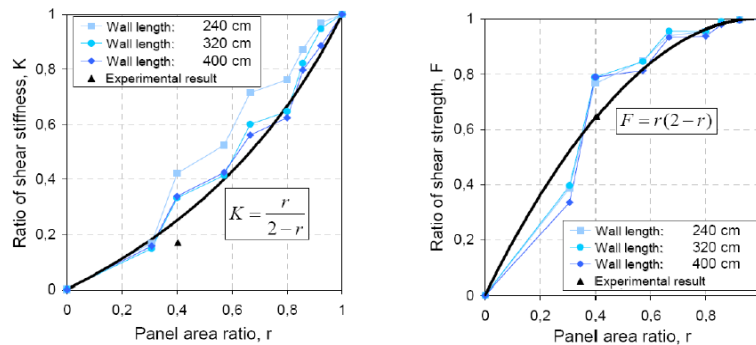 Ratio of shear stiffness, K
1
0,8
0,6
0,4
0,2
0
Wall length: 240 cm
Wall length: 320 cm
Wall length: 400 cm
Experimental result
K = r / 2 − r
0 0,2 0,4 0,6 0,8 1
Panel area ratio, r
Ratio of shear strength, F
1
0,8
0,6
0,4
0,2
0
F = r(2 − r)
Wall length: 240 cm
Wall length: 320 cm
Wall length: 400 cm
Experimental result
0 0,2 0,4 0,6 0,8
Panel area ratio, r